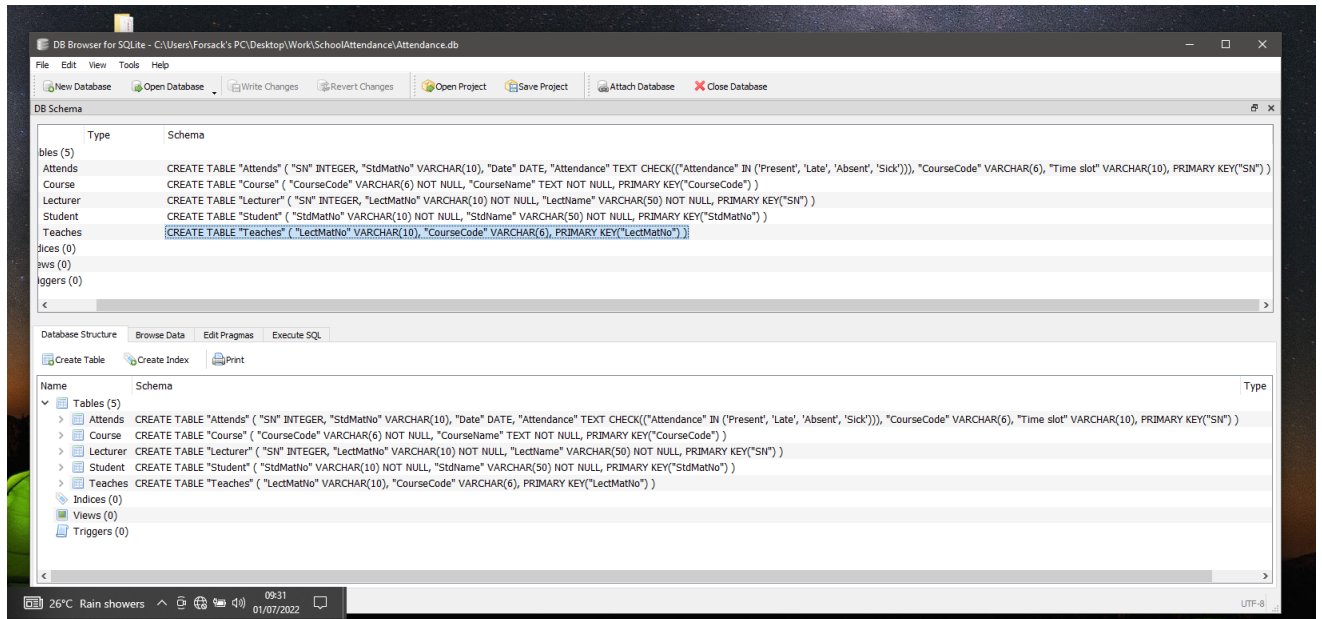 DB Browser for SQLite - C:\Users\Forsack's PC\Desktop\Work\SchoolAttendance\Attendance.db
File Edit View Tools Help
New Database Open Database Write Changes Revert Changes Open Project Save Project Attach Database Close Database
DB Schema
Type Schema
bles (5)
Attends CREATE TABLE "Attends" ( "SN" INTEGER, "StdMatNo" VARCHAR(10), "Date" DATE, "Attendance" TEXT CHECK(("Attendance" IN ('Present', 'Late', 'Absent', 'Sick'))), "CourseCode" VARCHAR(6), "Time slot" VARCHAR(10), PRIMARY KEY("SN") )
Course CREATE TABLE "Course" ( "CourseCode" VARCHAR(6) NOT NULL, "CourseName" TEXT NOT NULL, PRIMARY KEY("CourseCode") )
Lecturer CREATE TABLE "Lecturer" ( "SN" INTEGER, "LectMatNo" VARCHAR(10) NOT NULL, "LectName" VARCHAR(50) NOT NULL, PRIMARY KEY("SN") )
Student CREATE TABLE "Student" ( "StdMatNo" VARCHAR(10) NOT NULL, "StdName" VARCHAR(50) NOT NULL, PRIMARY KEY("StdMatNo") )
Teaches CREATE TABLE "Teaches" ( "LectMatNo" VARCHAR(10), "CourseCode" VARCHAR(6), PRIMARY KEY("LectMatNo") )
dices (0)
ews (0)
iggers (0)
Database Structure Browse Data Edit Pragmas Execute SQL
Create Table Create Index Print
Name Schema Type
Tables (5)
Attends CREATE TABLE "Attends" ( "SN" INTEGER, "StdMatNo" VARCHAR(10), "Date" DATE, "Attendance" TEXT CHECK(("Attendance" IN ('Present', 'Late', 'Absent', 'Sick'))), "CourseCode" VARCHAR(6), "Time slot" VARCHAR(10), PRIMARY KEY("SN") )
Course CREATE TABLE "Course" ( "CourseCode" VARCHAR(6) NOT NULL, "CourseName" TEXT NOT NULL, PRIMARY KEY("CourseCode") )
Lecturer CREATE TABLE "Lecturer" ( "SN" INTEGER, "LectMatNo" VARCHAR(10) NOT NULL, "LectName" VARCHAR(50) NOT NULL, PRIMARY KEY("SN") )
Student CREATE TABLE "Student" ( "StdMatNo" VARCHAR(10) NOT NULL, "StdName" VARCHAR(50) NOT NULL, PRIMARY KEY("StdMatNo") )
Teaches CREATE TABLE "Teaches" ( "LectMatNo" VARCHAR(10), "CourseCode" VARCHAR(6), PRIMARY KEY("LectMatNo") )
Indices (0)
Views (0)
Triggers (0)
26°C Rain showers 09:31
01/07/2022
UTF-8